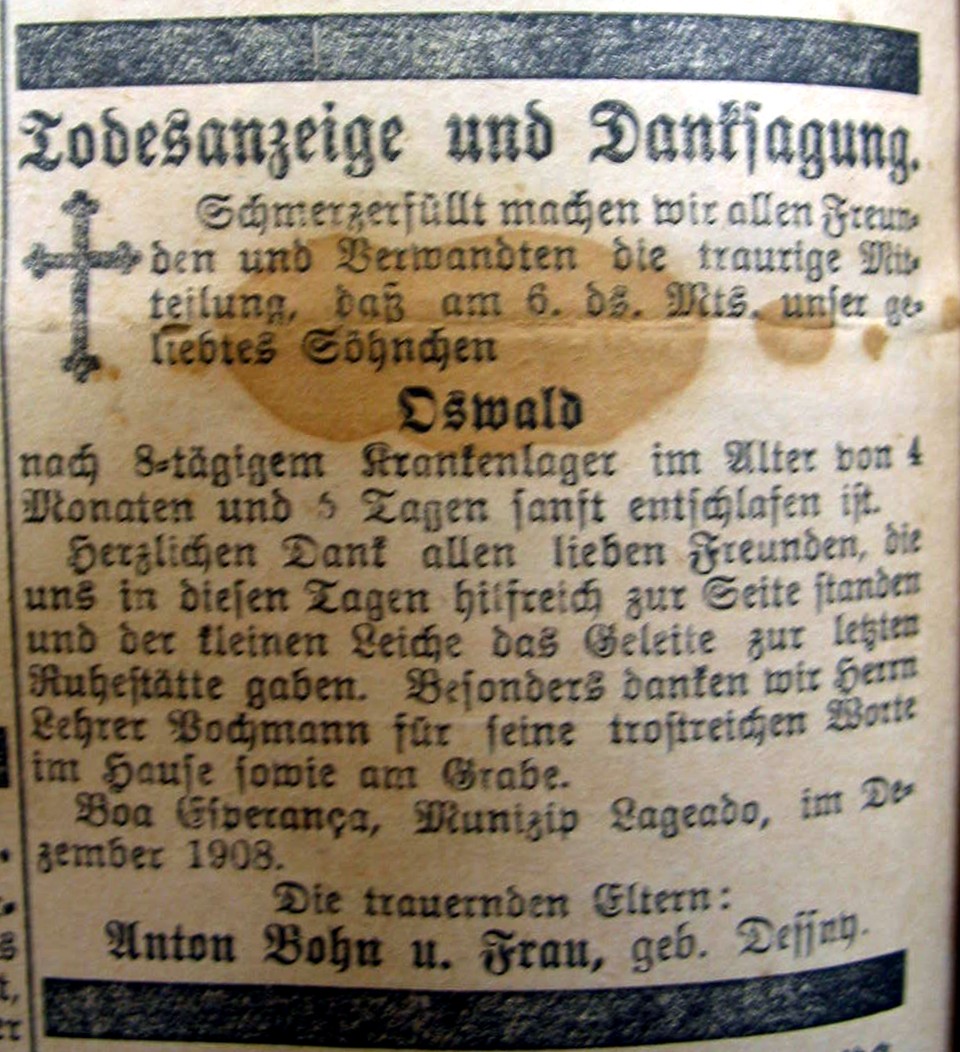 Todesanzeige und Danksagung.
Schmerzerfüllt machen wir allen Freun-
den und Verwandten die traurige Mit-
teilung, daß am 6. ds. Mts. unser ge-
liebtes Söhnchen
Oswald
nach 8-tägigem Krankenlager im Alter von 4
Monaten und 5 Tagen sanft entschlafen ist.
Herzlichen Dank allen lieben Freunden, die
uns in diesen Tagen hilfreich zur Seite standen
und der kleinen Leiche das Geleite zur letzten
Ruhestätte gaben. Besonders danken wir Herrn
Lehrer Pochmann für seine trostreichen Worte
im Hause sowie am Grabe.
Boa Esperança, Munizip Lageado, im De-
zember 1908.
Die trauernden Eltern:
Anton Bohn u. Frau, geb. Dessoy.